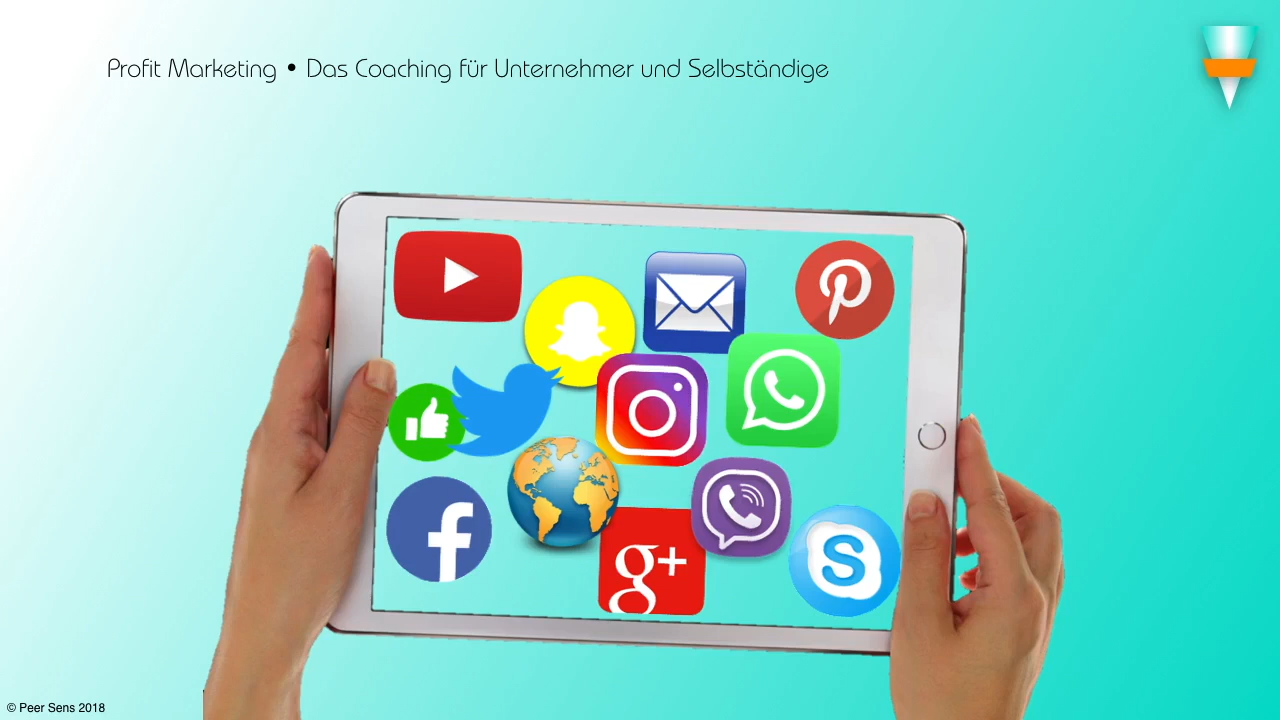 Profit Marketing • Das Coaching für Unternehmer und Selbständige
g+
© Peer Sens 2018